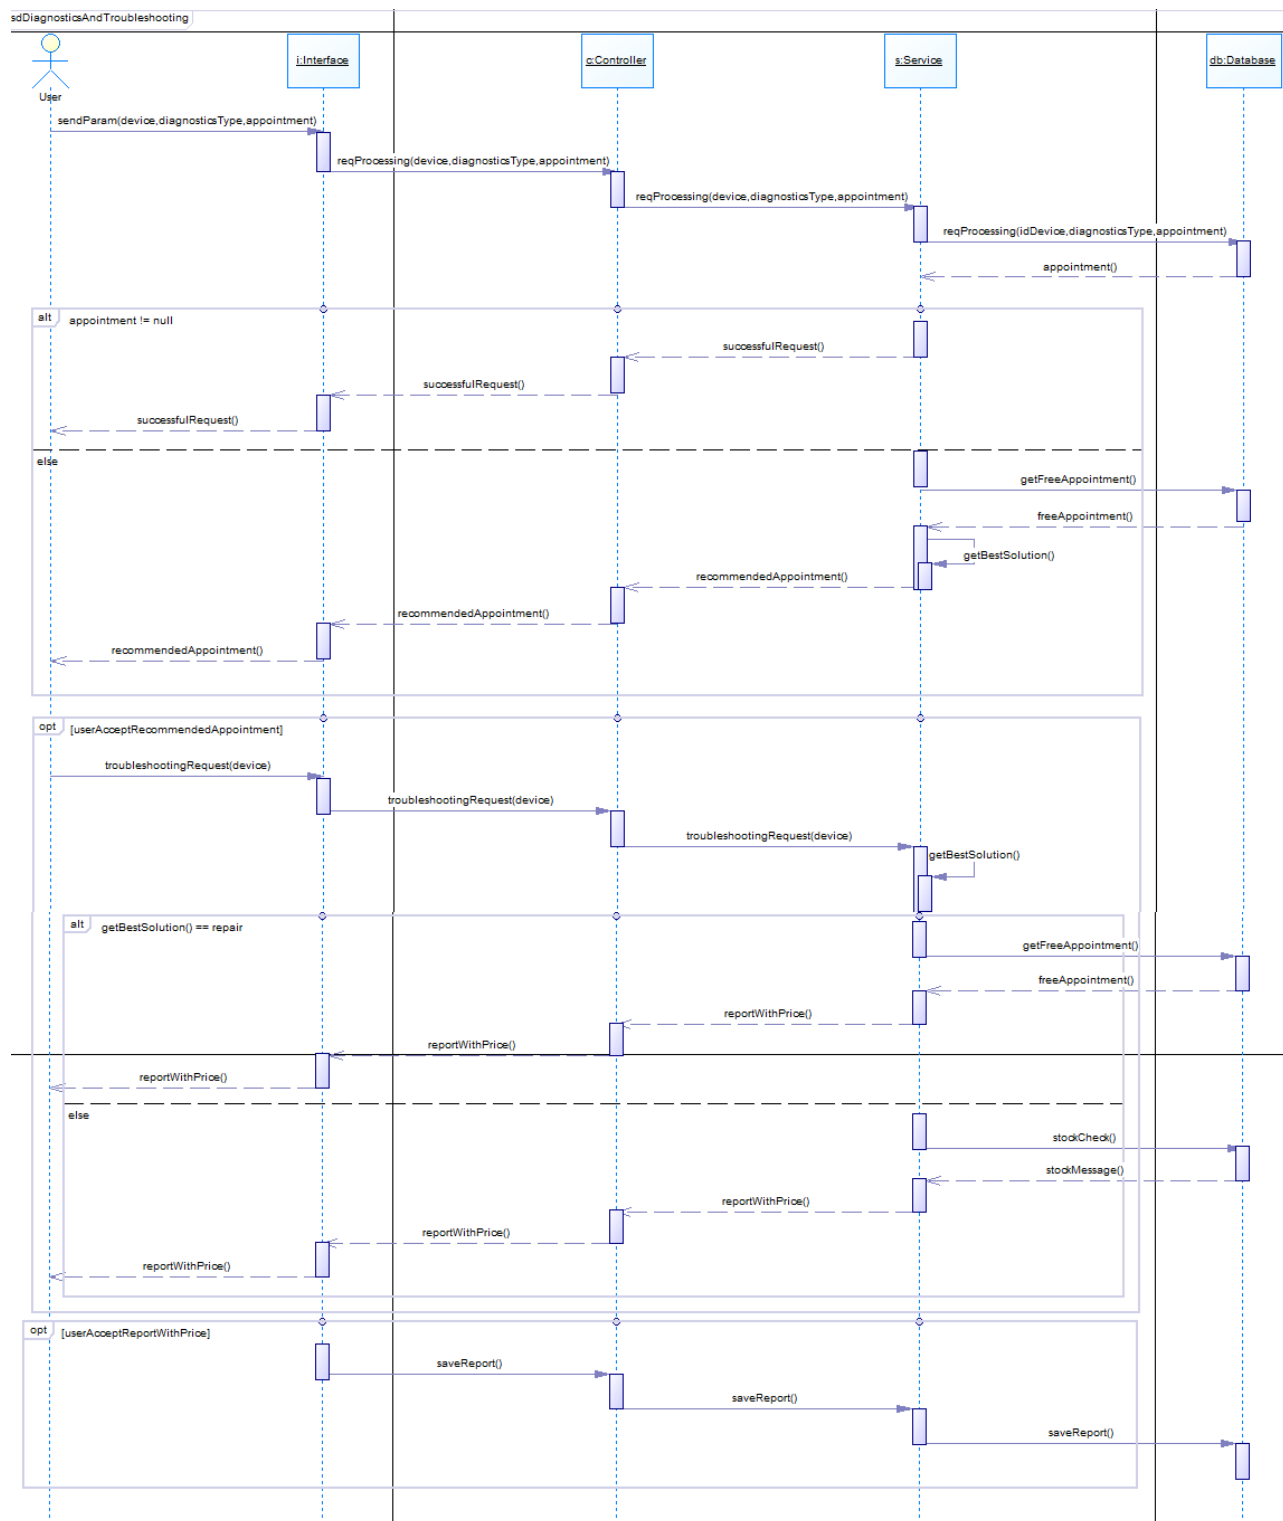 sdDiagnosticsAndTroubleshooting
User
i:Interface
c:Controller
s:Service
db:Database
sendParam(device,diagnosticsType,appointment)
reqProcessing(device,diagnosticsType,appointment)
reqProcessing(device,diagnosticsType,appointment)
reqProcessing(idDevice,diagnosticsType,appointment)
appointment()
alt
appointment != null
successfulRequest()
successfulRequest()
successfulRequest()
else
getFreeAppointment()
freeAppointment()
getBestSolution()
recommendedAppointment()
recommendedAppointment()
recommendedAppointment()
opt
[userAcceptRecommendedAppointment]
troubleshootingRequest(device)
troubleshootingRequest(device)
troubleshootingRequest(device)
getBestSolution()
alt
getBestSolution() == repair
getFreeAppointment()
freeAppointment()
reportWithPrice()
reportWithPrice()
reportWithPrice()
else
stockCheck()
stockMessage()
reportWithPrice()
reportWithPrice()
reportWithPrice()
opt
[userAcceptReportWithPrice]
saveReport()
saveReport()
saveReport()